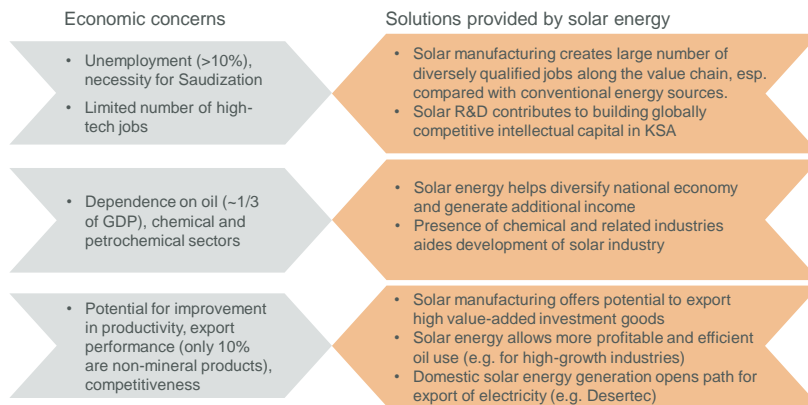 Economic concerns
Solutions provided by solar energy
• Unemployment (>10%),
necessity for Saudization
• Limited number of high-
tech jobs
• Solar manufacturing creates large number of
diversely qualified jobs along the value chain, esp.
compared with conventional energy sources.
• Solar R&D contributes to building globally
competitive intellectual capital in KSA
• Dependence on oil (~1/3
of GDP), chemical and
petrochemical sectors
• Solar energy helps diversify national economy
and generate additional income
• Presence of chemical and related industries
aides development of solar industry
• Potential for improvement
in productivity, export
performance (only 10%
are non-mineral products),
competitiveness
• Solar manufacturing offers potential to export
high value-added investment goods
• Solar energy allows more profitable and efficient
oil use (e.g. for high-growth industries)
• Domestic solar energy generation opens path for
export of electricity (e.g. Desertec)